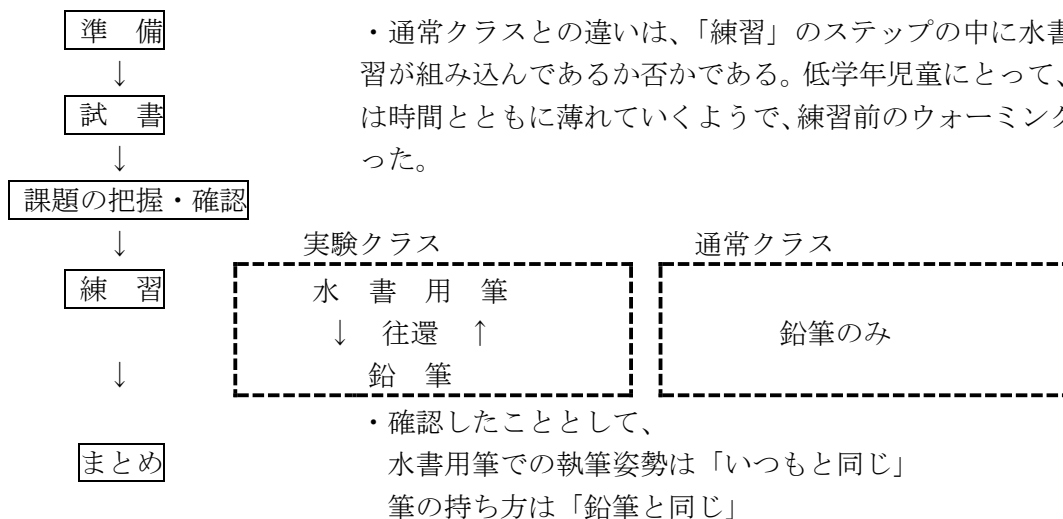 準 備
・通常クラスとの違いは、「練習」のステップの中に水書
↓
習が組み込んであるか否かである。低学年児童にとって、
試 書
は時間とともに薄れていくようで、練習前のウォーミング
↓
った。
課題の把握・確認
↓
実験クラス
通常クラス
練 習
水 書 用 筆
↓ 往還 ↑
鉛筆のみ
↓
鉛 筆
・確認したこととして、
まとめ
水書用筆での執筆姿勢は「いつもと同じ」
筆の持ち方は「鉛筆と同じ」